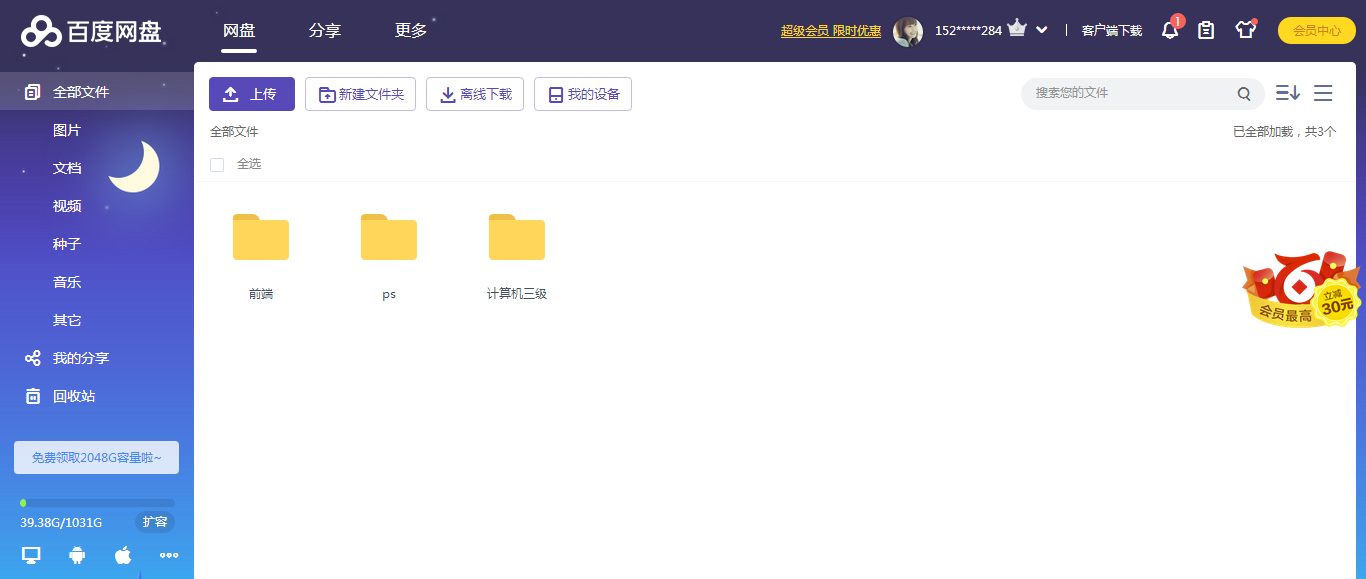 百度网盘
网盘
分享
更多
超级会员 限时优惠
152*****284
客户端下载
1
会员中心
全部文件
图片
文档
视频
种子
音乐
其它
我的分享
回收站
免费领取2048G容量啦~
39.38G/1031G
扩容
上传
新建文件夹
离线下载
我的设备
搜索您的文件
全部文件
已全部加载，共3个
全选
前端
ps
计算机三级
立减
30元
会员最高